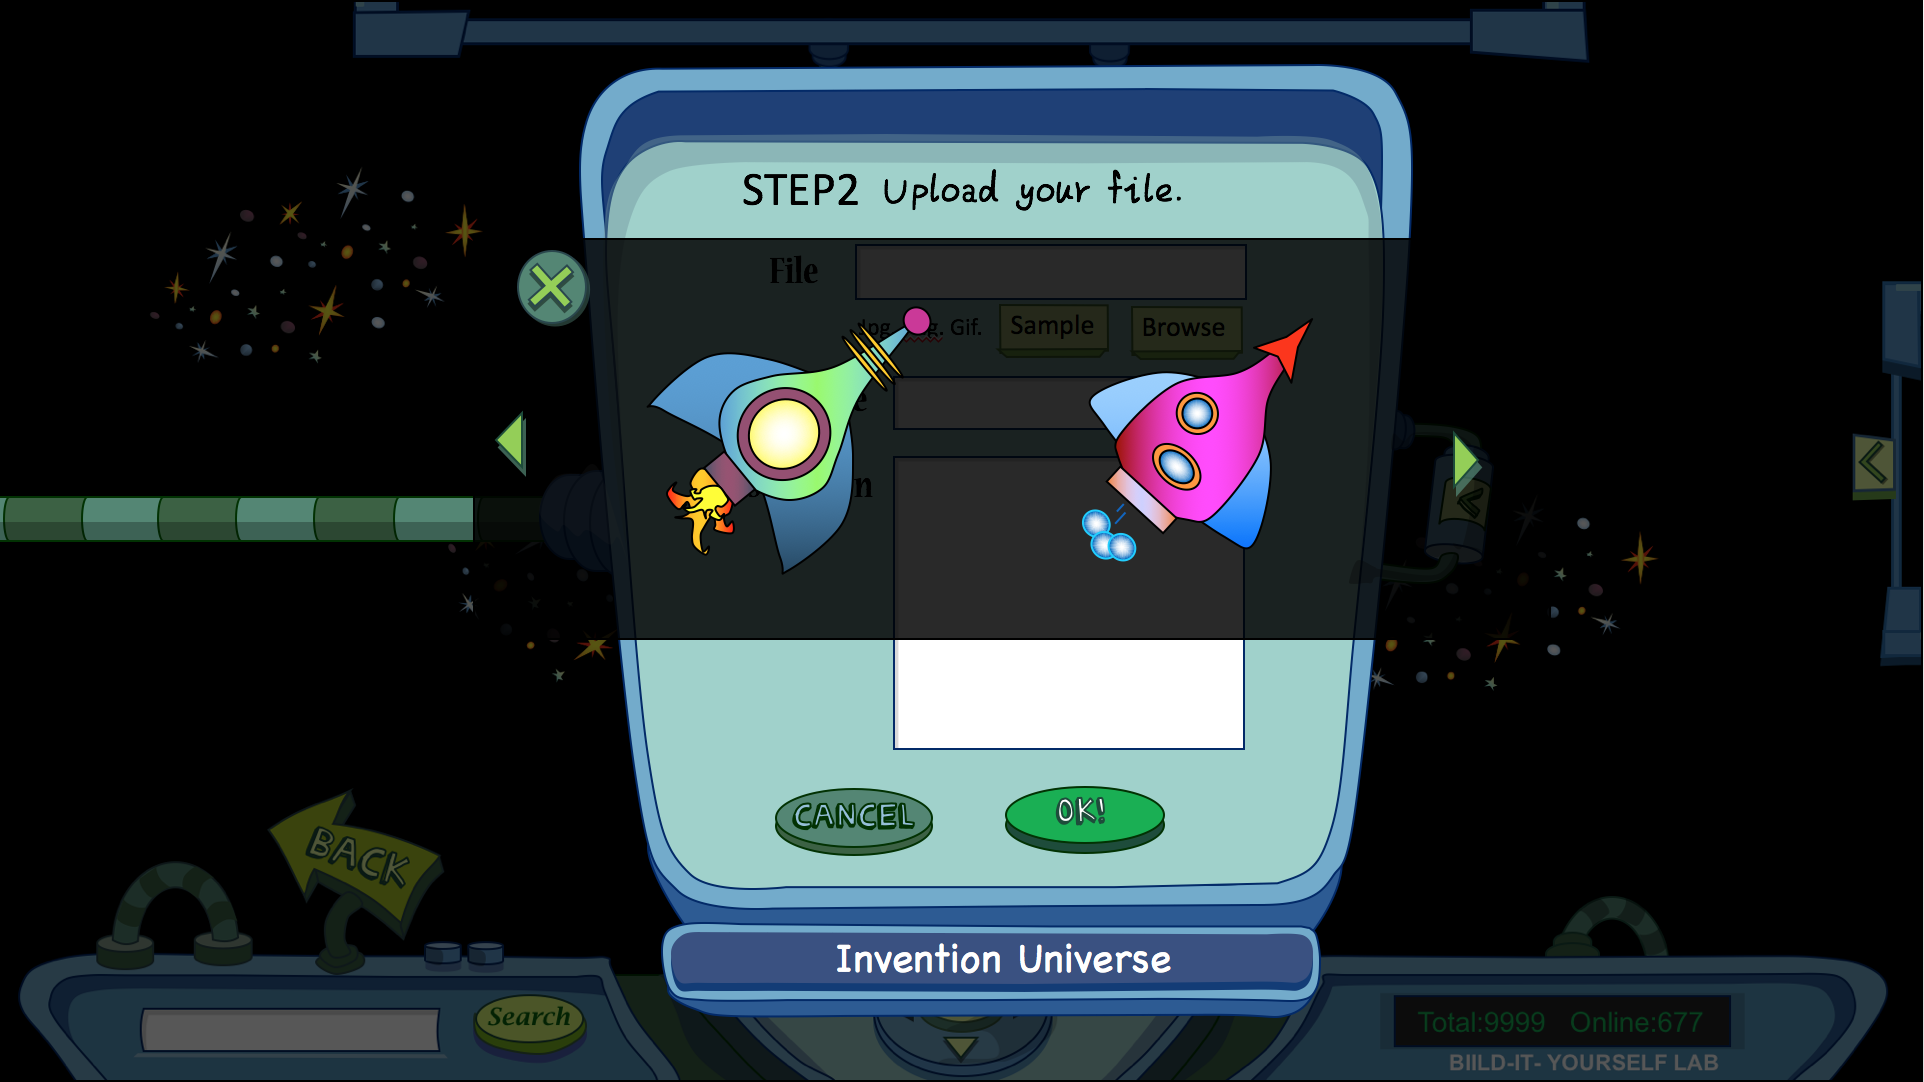 STEP2 Upload your file.
File
Gif.
Sample
Browse
CANCEL
OK!
BACK
Invention Universe
Search
Total:9999 Online:677
BIILD-IT- YOURSELF LAB